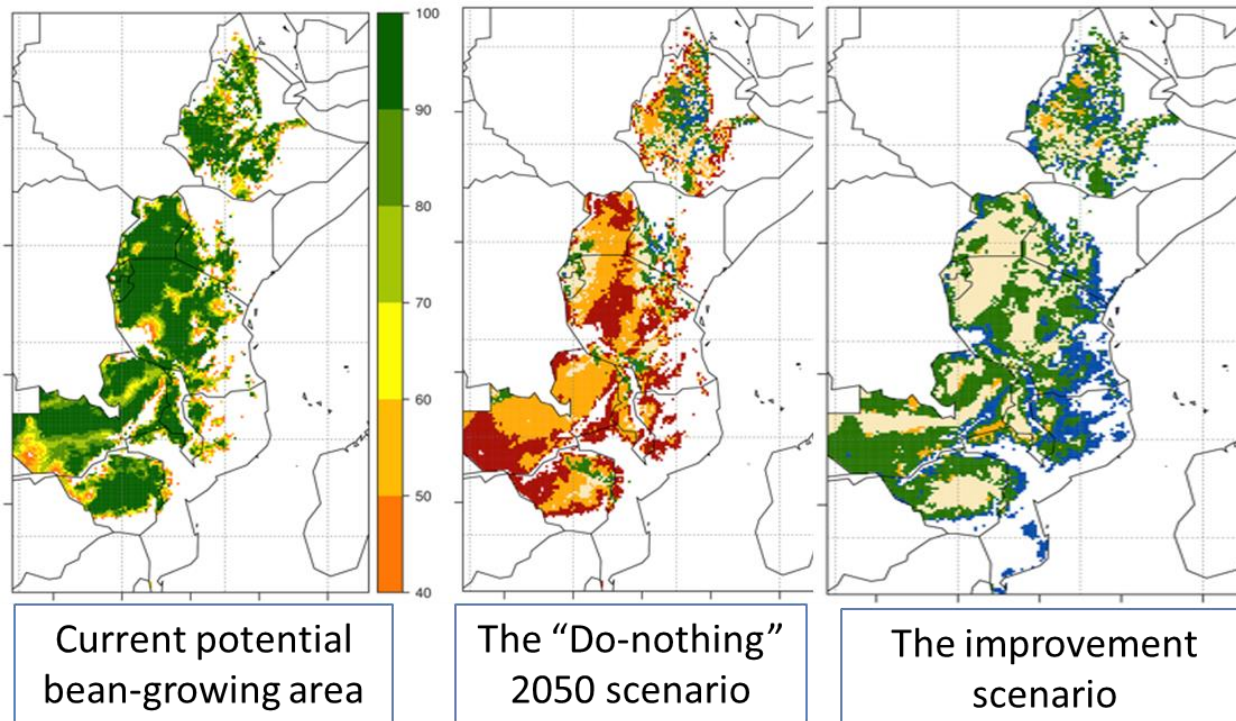 100
90
80
70
60
50
40
Current potential
bean-growing area
The “Do-nothing”
2050 scenario
The improvement
scenario